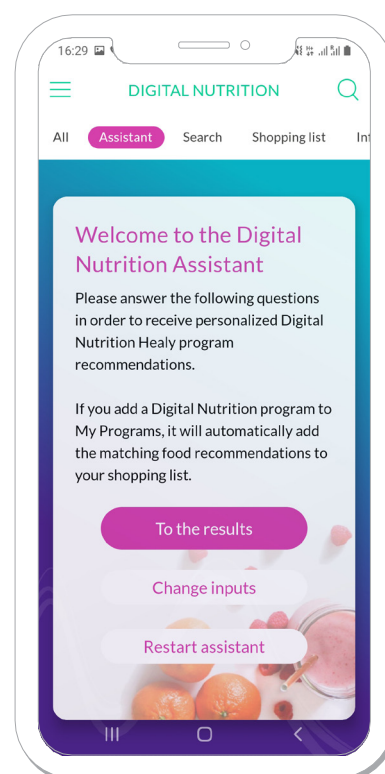 16:29
DIGITAL NUTRITION
All Assistant Search Shopping list
Welcome to the Digital
Nutrition Assistant
Please answer the following questions
in order to receive personalized Digital
Nutrition Healy program
recommendations.
If you add a Digital Nutrition program to
My Programs, it will automatically add
the matching food recommendations to
your shopping list.
To the results
Change inputs
Restart assistant